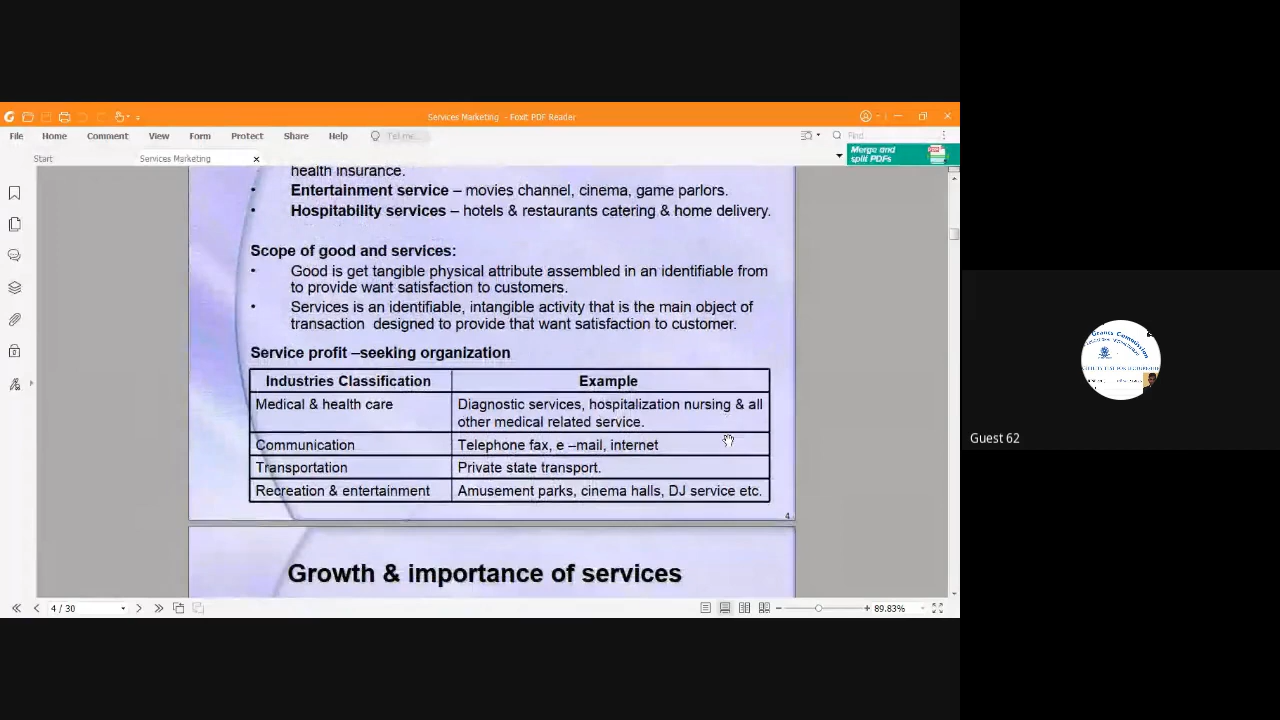 Services Marketing - Foxit PDF Reader
File Home Comment View Form Protect Share Help Tell me... Find
Start Services Marketing
Merge and
split PDFs
health insurance.
• Entertainment service – movies channel, cinema, game parlors.
• Hospitability services – hotels & restaurants catering & home delivery.
Scope of good and services:
• Good is get tangible physical attribute assembled in an identifiable from
to provide want satisfaction to customers.
• Services is an identifiable, intangible activity that is the main object of
transaction designed to provide that want satisfaction to customer.
Service profit –seeking organization
Industries Classification Example
Medical & health care Diagnostic services, hospitalization nursing & all
other medical related service.
Communication Telephone fax, e –mail, internet
Transportation Private state transport.
Recreation & entertainment Amusement parks, cinema halls, DJ service etc.
4
Growth & importance of services
4 / 30 89.83%
Grants Commission
Guest 62